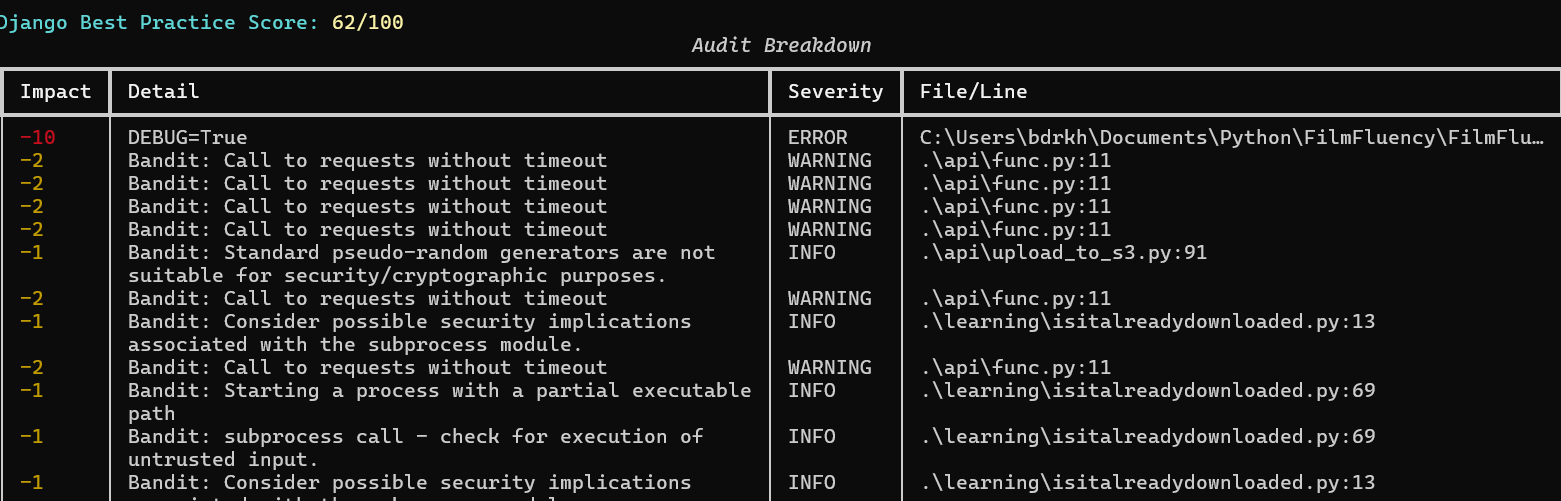 Django Best Practice Score: 62/100
Audit Breakdown
Impact Detail Severity File/Line
-10 DEBUG=True ERROR C:\Users\bdrkh\Documents\Python\FilmFluency\FilmFlu…
-2 Bandit: Call to requests without timeout WARNING .\api\func.py:11
-2 Bandit: Call to requests without timeout WARNING .\api\func.py:11
-2 Bandit: Call to requests without timeout WARNING .\api\func.py:11
-2 Bandit: Call to requests without timeout WARNING .\api\func.py:11
-1 Bandit: Standard pseudo-random generators are not INFO .\api\upload_to_s3.py:91
suitable for security/cryptographic purposes.
-2 Bandit: Call to requests without timeout WARNING .\api\func.py:11
-1 Bandit: Consider possible security implications INFO .\learning\isitalreadydownloaded.py:13
associated with the subprocess module.
-2 Bandit: Call to requests without timeout WARNING .\api\func.py:11
-1 Bandit: Starting a process with a partial executable INFO .\learning\isitalreadydownloaded.py:69
path
-1 Bandit: subprocess call - check for execution of INFO .\learning\isitalreadydownloaded.py:69
untrusted input.
-1 Bandit: Consider possible security implications INFO .\learning\isitalreadydownloaded.py:13